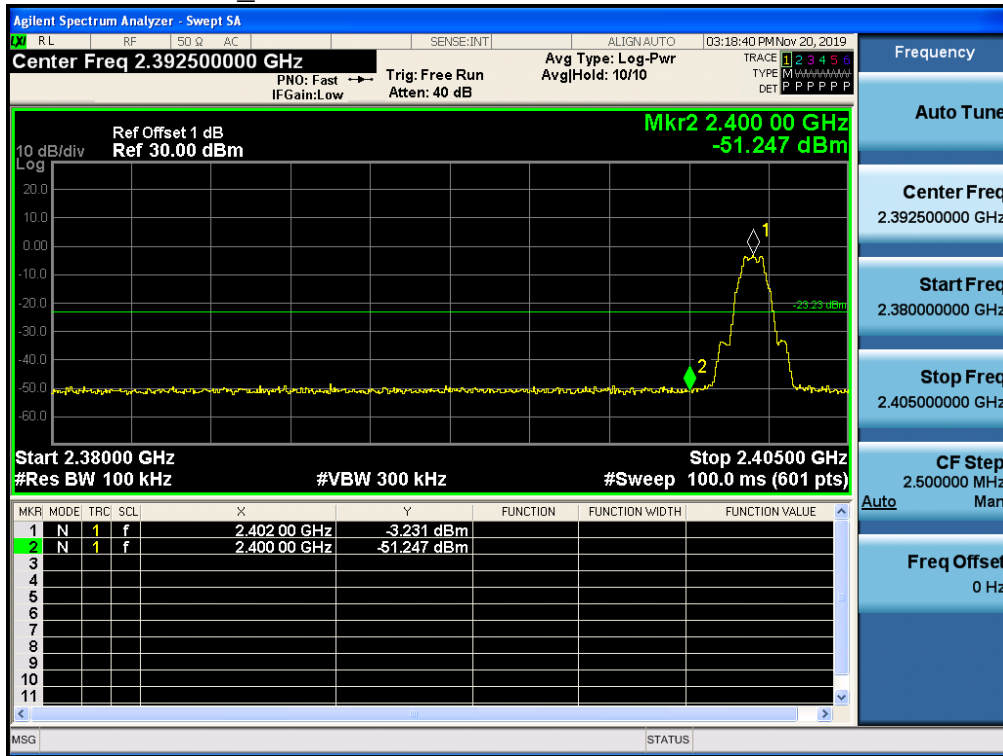 Agilent Spectrum Analyzer - Swept SA
LXI RL RF 50 Ω AC SENSE:INT ALIGN AUTO 03:18:40 PM Nov 20, 2019
Center Freq 2.392500000 GHz
PNO: Fast
IFGain:Low
Trig: Free Run
Atten: 40 dB
Avg Type: Log-Pwr
Avg|Hold: 10/10
TRACE 1 2 3 4 5 6
TYPE M W W W W W
DET P P P P P P
Mkr2 2.400 00 GHz
-51.247 dBm
Ref Offset 1 dB
10 dB/div Ref 30.00 dBm
Log
20.0
10.0
0.00
-10.0
-20.0
-30.0
-40.0
-50.0
-60.0
1
-23.23 dBm
2
Start 2.38000 GHz Stop 2.40500 GHz
#Res BW 100 kHz #VBW 300 kHz #Sweep 100.0 ms (601 pts)
MKR MODE TRC SCL X Y FUNCTION FUNCTION WIDTH FUNCTION VALUE
1 N 1 f 2.402 00 GHz -3.231 dBm
2 N 1 f 2.400 00 GHz -51.247 dBm
3
4
5
6
7
8
9
10
11
MSG STATUS
Frequency
Auto Tune
Center Freq
2.392500000 GHz
Start Freq
2.380000000 GHz
Stop Freq
2.405000000 GHz
CF Step
2.500000 MHz
Auto Man
Freq Offset
0 Hz